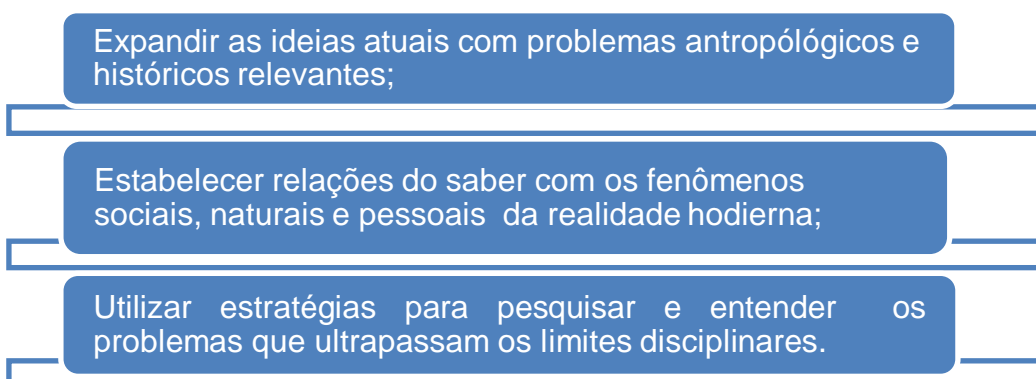 Expandir as ideias atuais com problemas antropólógicos e
históricos relevantes;
Estabelecer relações do saber com os fenômenos
sociais, naturais e pessoais da realidade hodierna;
Utilizar estratégias para pesquisar e entender os
problemas que ultrapassam os limites disciplinares.